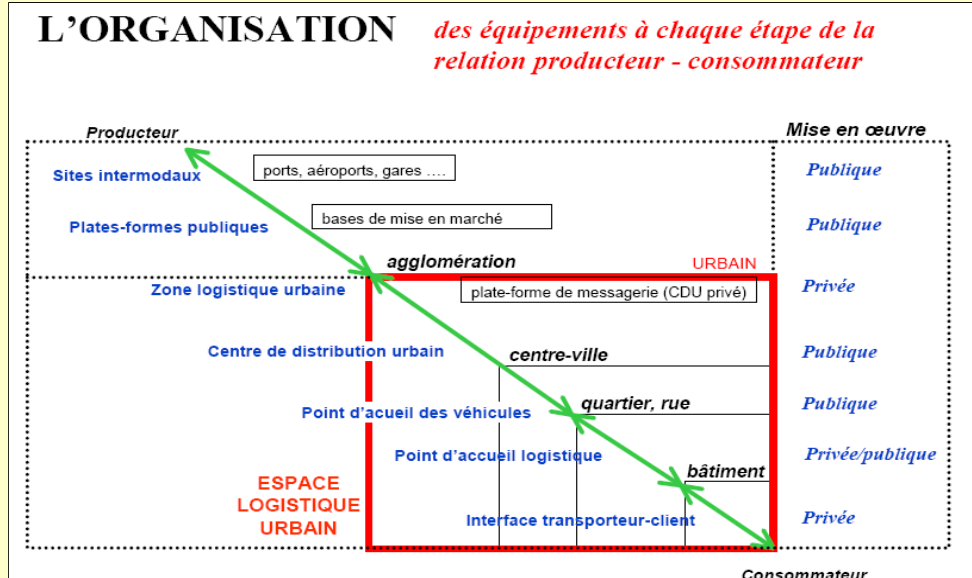 L'ORGANISATION
des équipements à chaque étape de la
relation producteur - consommateur
Producteur
Mise en œuvre
Sites intermodaux
ports, aéroports, gares ....
Publique
Plates-formes publiques
bases de mise en marché
Publique
agglomération
URBAIN
Zone logistique urbaine
plate-forme de messagerie (CDU privé)
Privée
Centre de distribution urbain
centre-ville
Publique
Point d'acueil des véhicules
quartier, rue
Publique
Point d'accueil logistique
Privée/publique
bâtiment
ESPACE
LOGISTIQUE
URBAIN
Interface transporteur-client
Privée
Consommateur